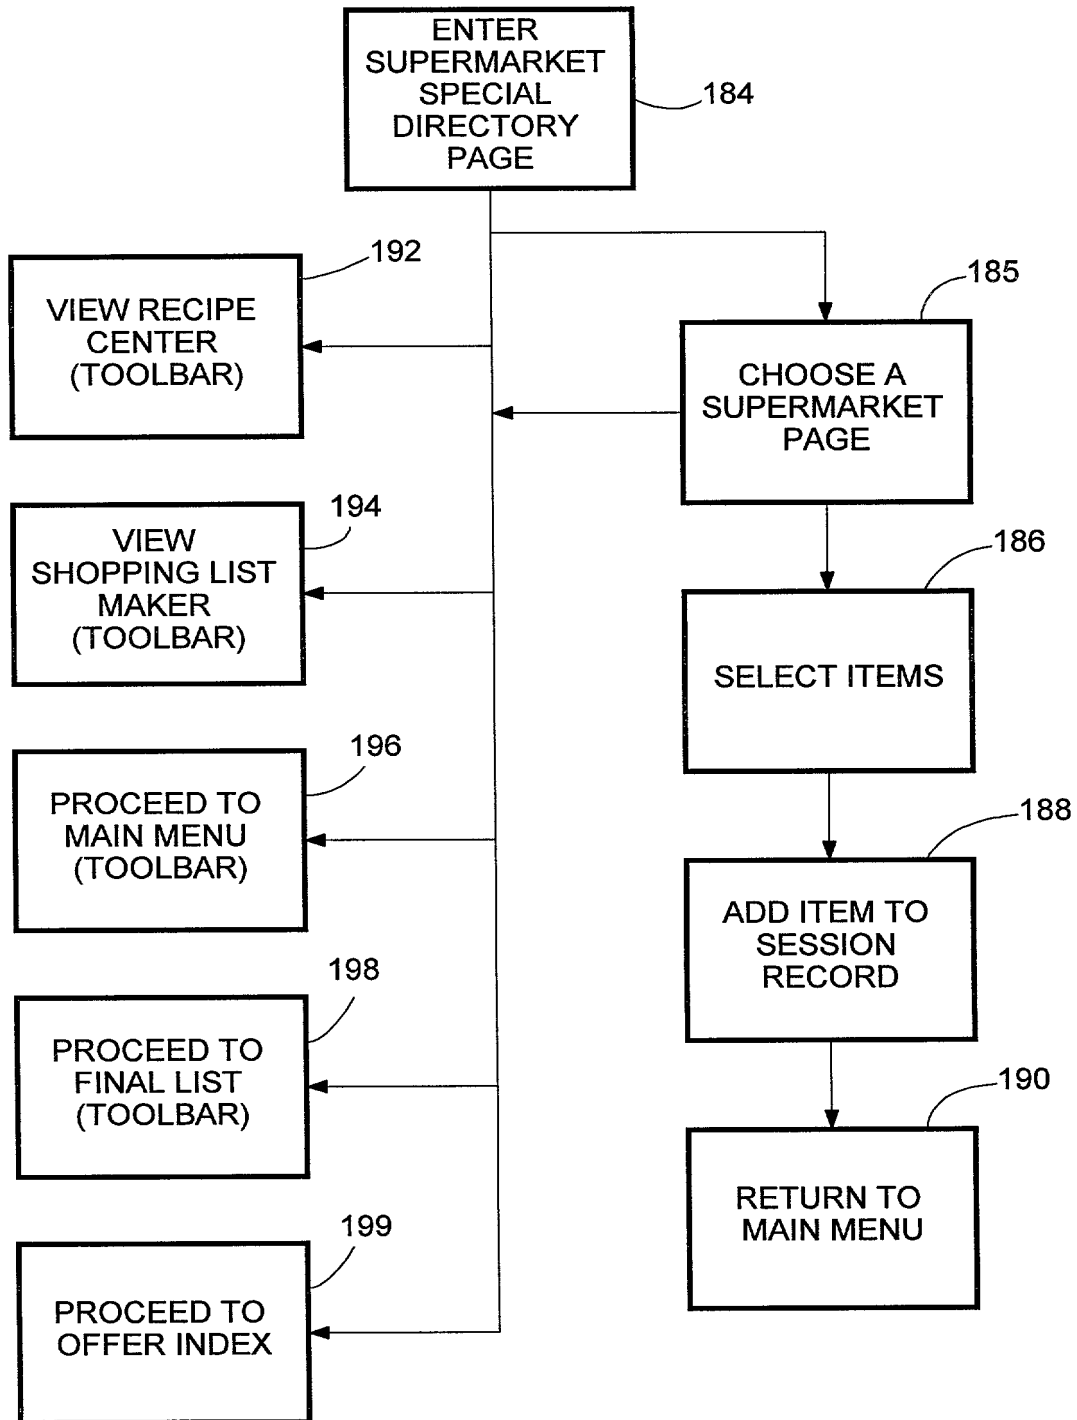 ENTER
SUPERMARKET
SPECIAL
DIRECTORY
PAGE
184
192
VIEW RECIPE
CENTER
(TOOLBAR)
185
CHOOSE A
SUPERMARKET
PAGE
194
VIEW
SHOPPING LIST
MAKER
(TOOLBAR)
186
SELECT ITEMS
196
PROCEED TO
MAIN MENU
(TOOLBAR)
188
ADD ITEM TO
SESSION
RECORD
198
PROCEED TO
FINAL LIST
(TOOLBAR)
190
RETURN TO
MAIN MENU
199
PROCEED TO
OFFER INDEX